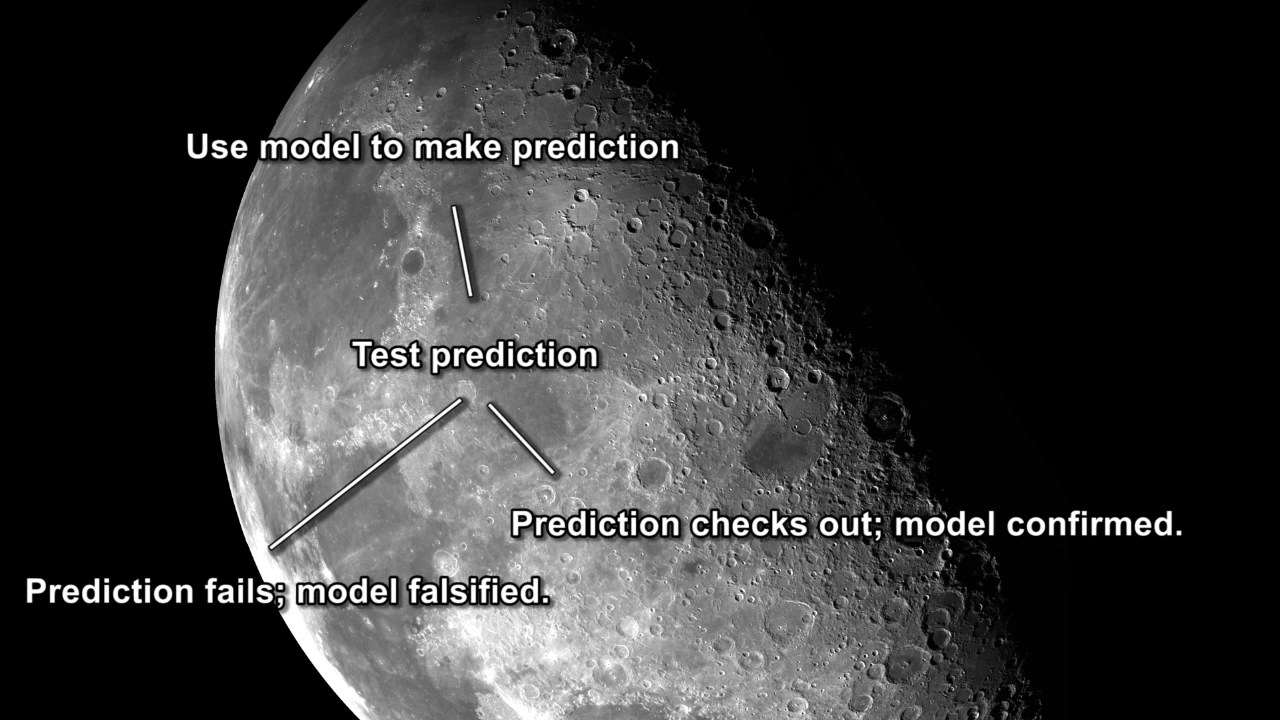 Use model to make prediction
Test prediction
Prediction checks out; model confirmed.
Prediction fails; model falsified.